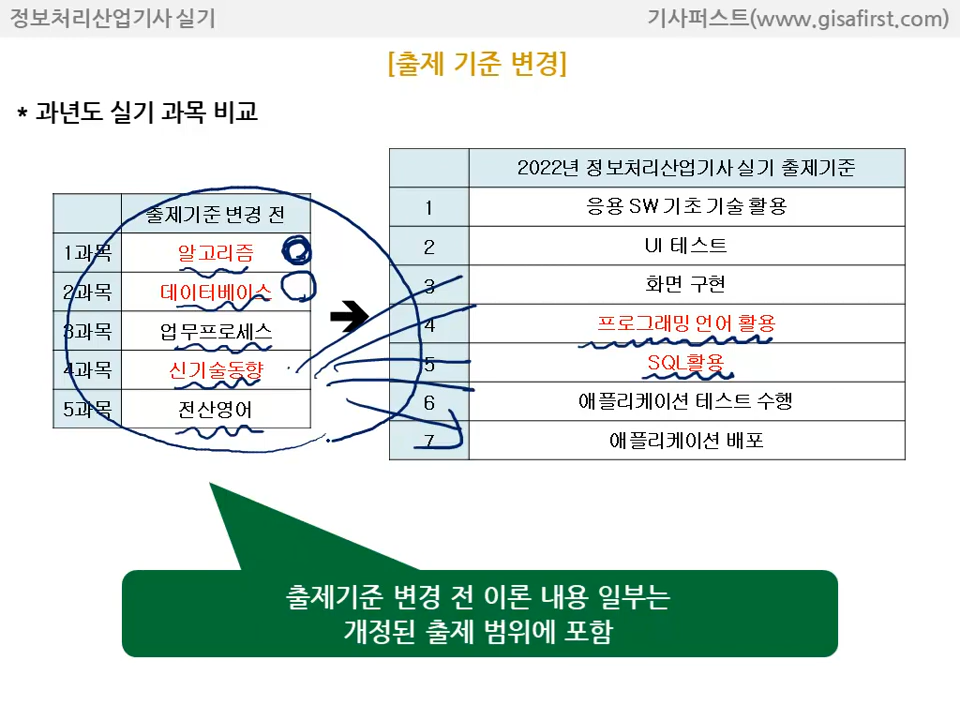 정보처리산업기사 실기
기사퍼스트(www.gisafirst.com)
[출제 기준 변경]
* 과년도 실기 과목 비교
출제기준 변경 전
1과목 알고리즘
2과목 데이터베이스
3과목 업무프로세스
4과목 신기술동향
5과목 전산영어
2022년 정보처리산업기사 실기 출제기준
1 응용 SW 기초 기술 활용
2 UI 테스트
3 화면 구현
4 프로그래밍 언어 활용
5 SQL활용
6 애플리케이션 테스트 수행
7 애플리케이션 배포
출제기준 변경 전 이론 내용 일부는
개정된 출제 범위에 포함